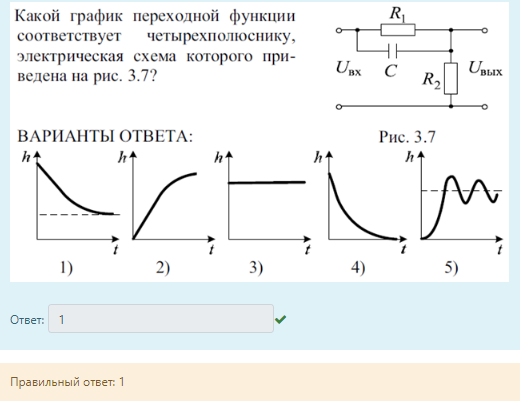 Какой график переходной функции
соответствует четырехполюснику,
электрическая схема которого при-
ведена на рис. 3.7?
R1
Uвх C R2 Uвых
ВАРИАНТЫ ОТВЕТА: Рис. 3.7
h h h h h
t t t t t
1) 2) 3) 4) 5)
Ответ: 1
Правильный ответ: 1